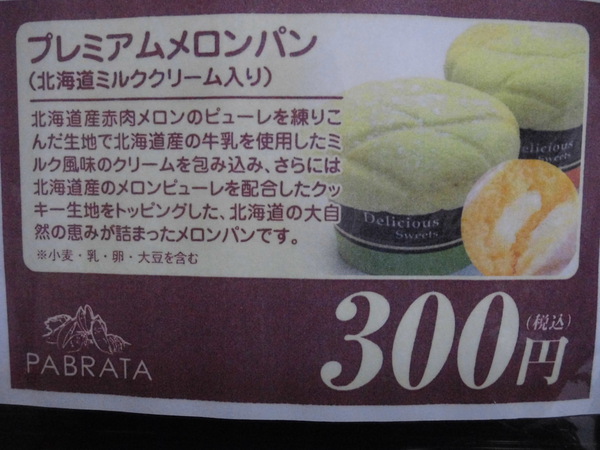 プレミアムメロンパン
(北海道ミルククリーム入り)
北海道産赤肉メロンのピューレを練りこ
んだ生地で北海道産の牛乳を使用したミ
ルク風味のクリームを包み込み、さらには
北海道産のメロンピューレを配合したクッ
キー生地をトッピングした、北海道の大自
然の恵みが詰まったメロンパンです。
※小麦・乳・卵・大豆を含む
Delicious
Sweets
elicious
Sweets
PABRATA
300円
(税込)